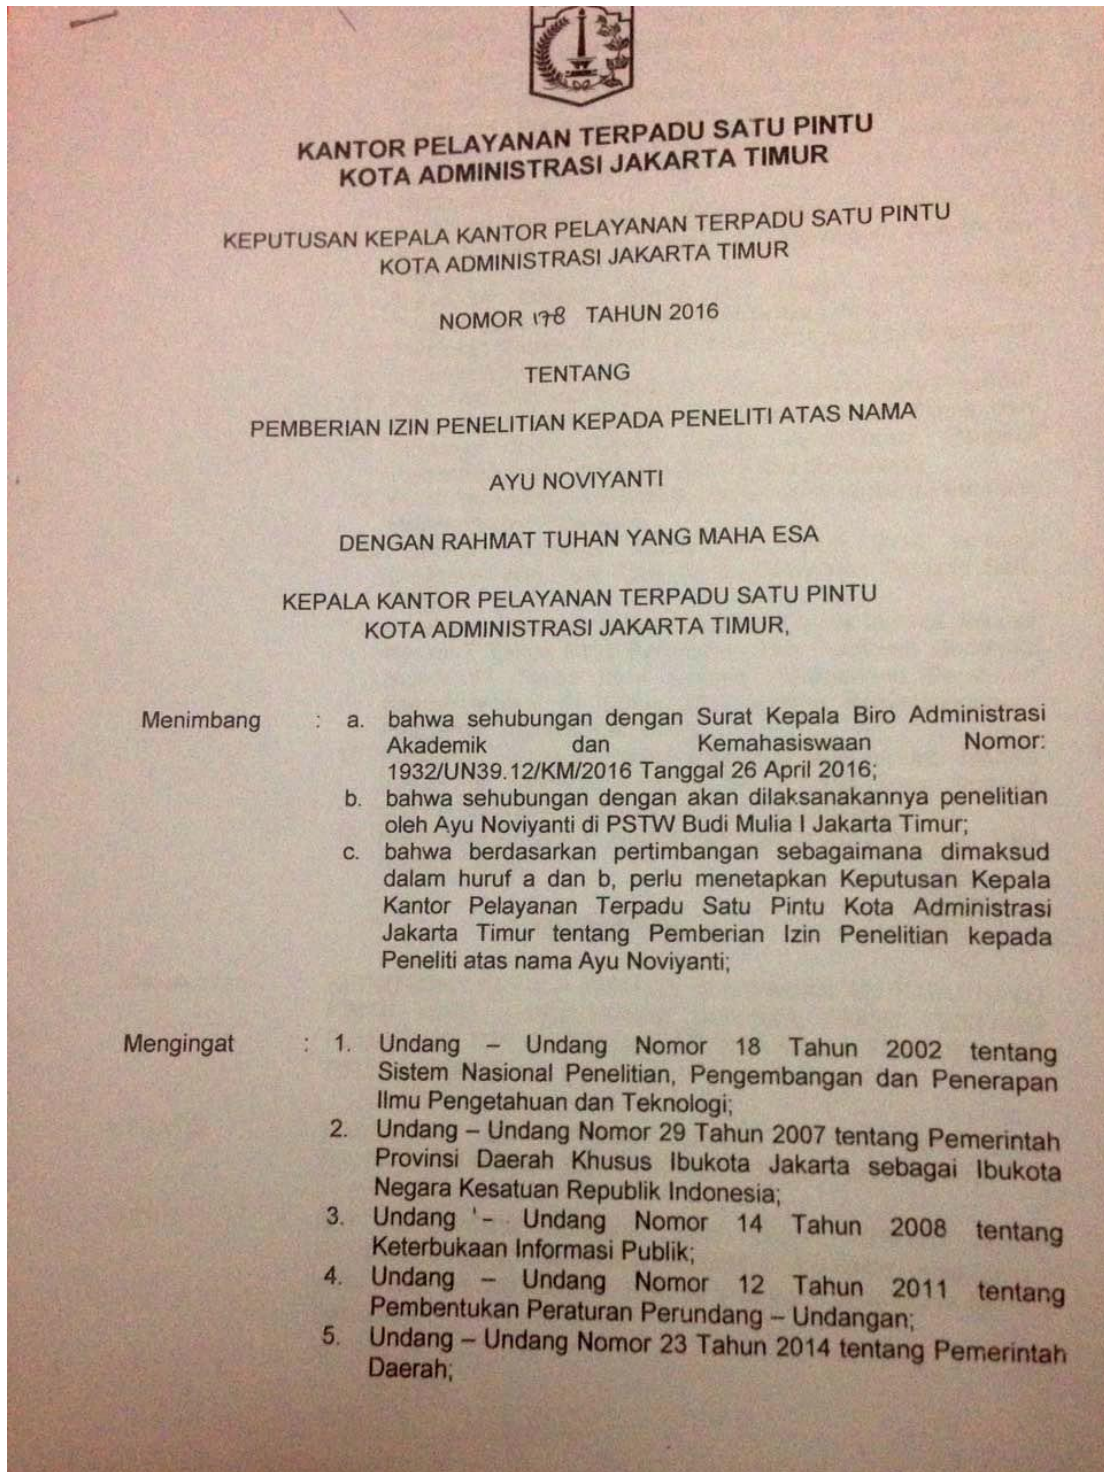 KANTOR PELAYANAN TERPADU SATU PINTU
KOTA ADMINISTRASI JAKARTA TIMUR
KEPUTUSAN KEPALA KANTOR PELAYANAN TERPADU SATU PINTU
KOTA ADMINISTRASI JAKARTA TIMUR
NOMOR 178 TAHUN 2016
TENTANG
PEMBERIAN IZIN PENELITIAN KEPADA PENELITI ATAS NAMA
AYU NOVIYANTI
DENGAN RAHMAT TUHAN YANG MAHA ESA
KEPALA KANTOR PELAYANAN TERPADU SATU PINTU
KOTA ADMINISTRASI JAKARTA TIMUR,
Menimbang : a. bahwa sehubungan dengan Surat Kepala Biro Administrasi
Akademik dan Kemahasiswaan Nomor:
1932/UN39.12/KM/2016 Tanggal 26 April 2016;
b. bahwa sehubungan dengan akan dilaksanakannya penelitian
oleh Ayu Noviyanti di PSTW Budi Mulia I Jakarta Timur;
c. bahwa berdasarkan pertimbangan sebagaimana dimaksud
dalam huruf a dan b, perlu menetapkan Keputusan Kepala
Kantor Pelayanan Terpadu Satu Pintu Kota Administrasi
Jakarta Timur tentang Pemberian Izin Penelitian kepada
Peneliti atas nama Ayu Noviyanti;
Mengingat : 1. Undang – Undang Nomor 18 Tahun 2002 tentang
Sistem Nasional Penelitian, Pengembangan dan Penerapan
Ilmu Pengetahuan dan Teknologi;
2. Undang – Undang Nomor 29 Tahun 2007 tentang Pemerintah
Provinsi Daerah Khusus Ibukota Jakarta sebagai Ibukota
Negara Kesatuan Republik Indonesia;
3. Undang - Undang Nomor 14 Tahun 2008 tentang
Keterbukaan Informasi Publik;
4. Undang – Undang Nomor 12 Tahun 2011 tentang
Pembentukan Peraturan Perundang – Undangan;
5. Undang – Undang Nomor 23 Tahun 2014 tentang Pemerintah
Daerah;